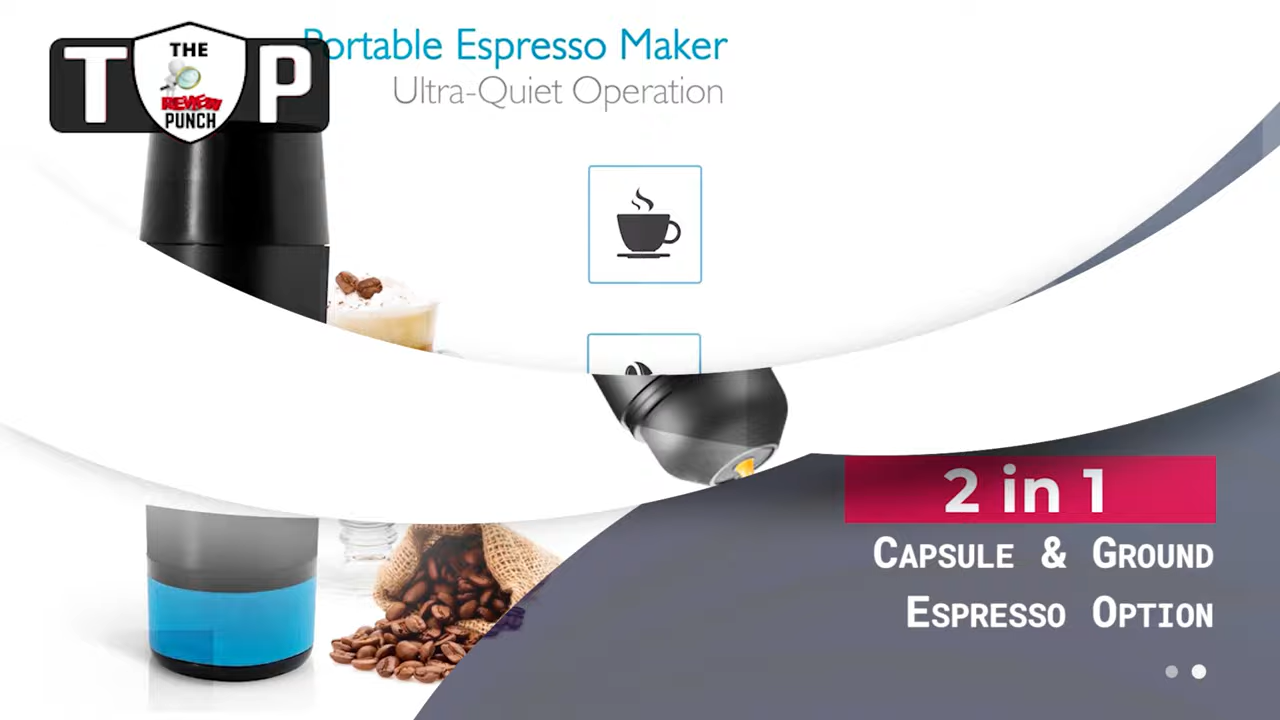 T THE P
REVIEW
PUNCH
Portable Espresso Maker
Ultra-Quiet Operation
2 in 1
Capsule & Ground
Espresso Option